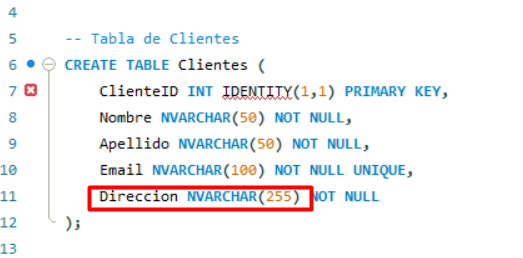 4
5 -- Tabla de Clientes
6 CREATE TABLE Clientes (
7 ClienteID INT IDENTITY(1,1) PRIMARY KEY,
8 Nombre NVARCHAR(50) NOT NULL,
9 Apellido NVARCHAR(50) NOT NULL,
10 Email NVARCHAR(100) NOT NULL UNIQUE,
11 Direccion NVARCHAR(255) NOT NULL
12 );
13